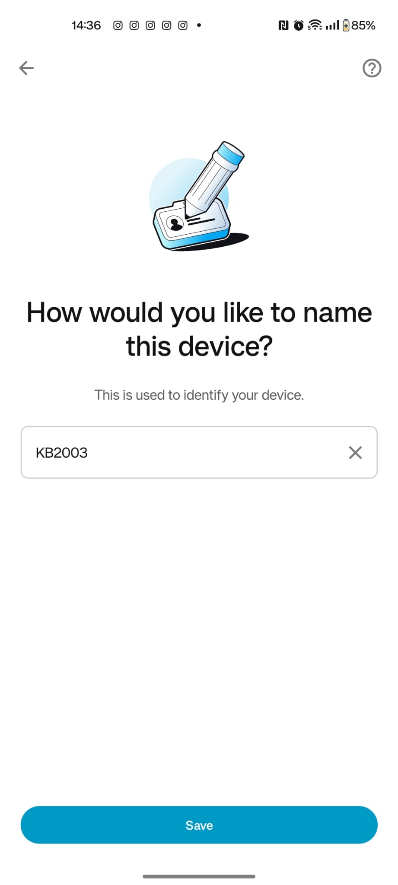 14:36 85%
How would you like to name
this device?
This is used to identify your device.
KB2003
Save